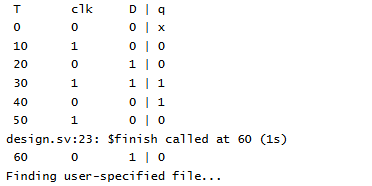 T clk D | q
0 0 0 | x
10 1 0 | 0
20 0 1 | 0
30 1 1 | 1
40 0 0 | 1
50 1 0 | 0
design.sv:23: $finish called at 60 (1s)
60 0 1 | 0
Finding user-specified file...